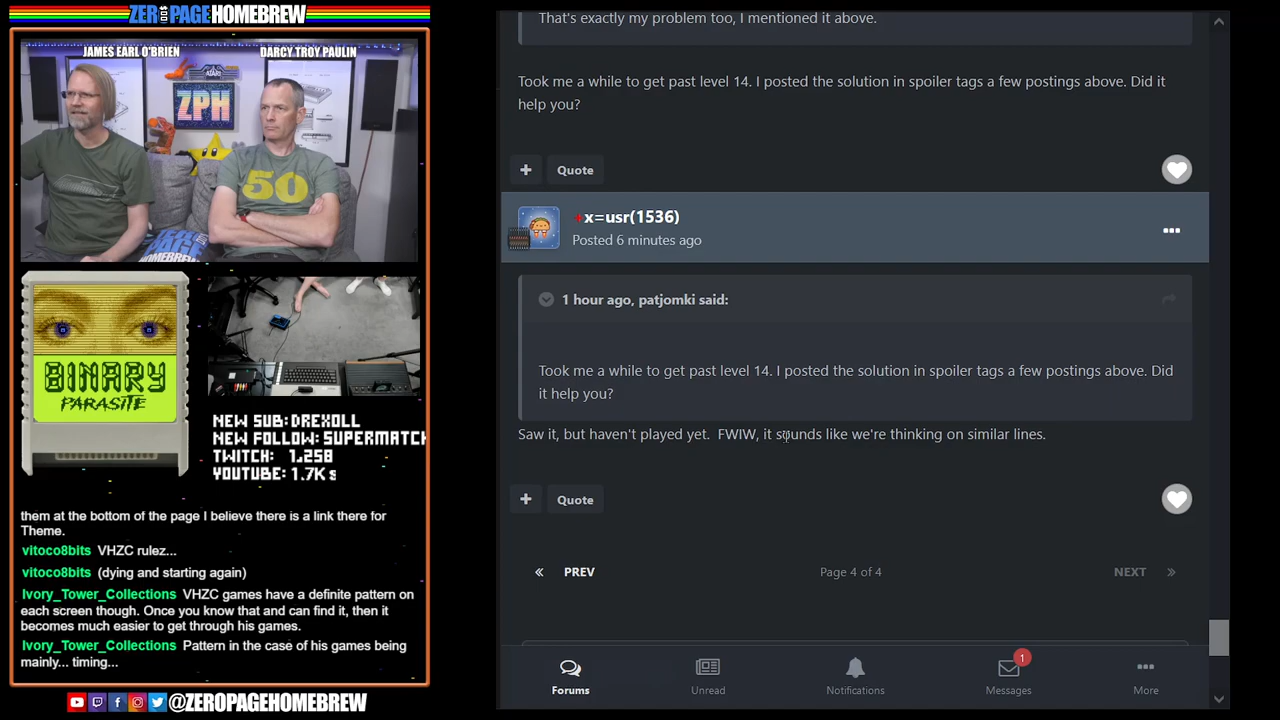 ZEROPAGE HOMEBREW
JAMES EARL O'BRIEN
DARCY TROY PAULIN
ATARI
ZPH
50
BINARY
PARASITE
NEW SUB:DREXOLL
NEW FOLLOW:SUPERMATCH
TWITCH: 1,258
YOUTUBE: 1.7K s
them at the bottom of the page I believe there is a link there for
Theme.
vitoco8bits VHZC rulez...
vitoco8bits (dying and starting again)
Ivory_Tower_Collections VHZC games have a definite pattern on
each screen though. Once you know that and can find it, then it
becomes much easier to get through his games.
Ivory_Tower_Collections Pattern in the case of his games being
mainly... timing...
@ZEROPAGEHOMEBREW
That's exactly my problem too, I mentioned it above.
Took me a while to get past level 14. I posted the solution in spoiler tags a few postings above. Did it
help you?
+ Quote
+x=usr(1536)
Posted 6 minutes ago
1 hour ago, patjomki said:
Took me a while to get past level 14. I posted the solution in spoiler tags a few postings above. Did
it help you?
Saw it, but haven't played yet. FWIW, it sounds like we're thinking on similar lines.
+ Quote
« PREV Page 4 of 4 NEXT »
1
Forums Unread Notifications Messages More